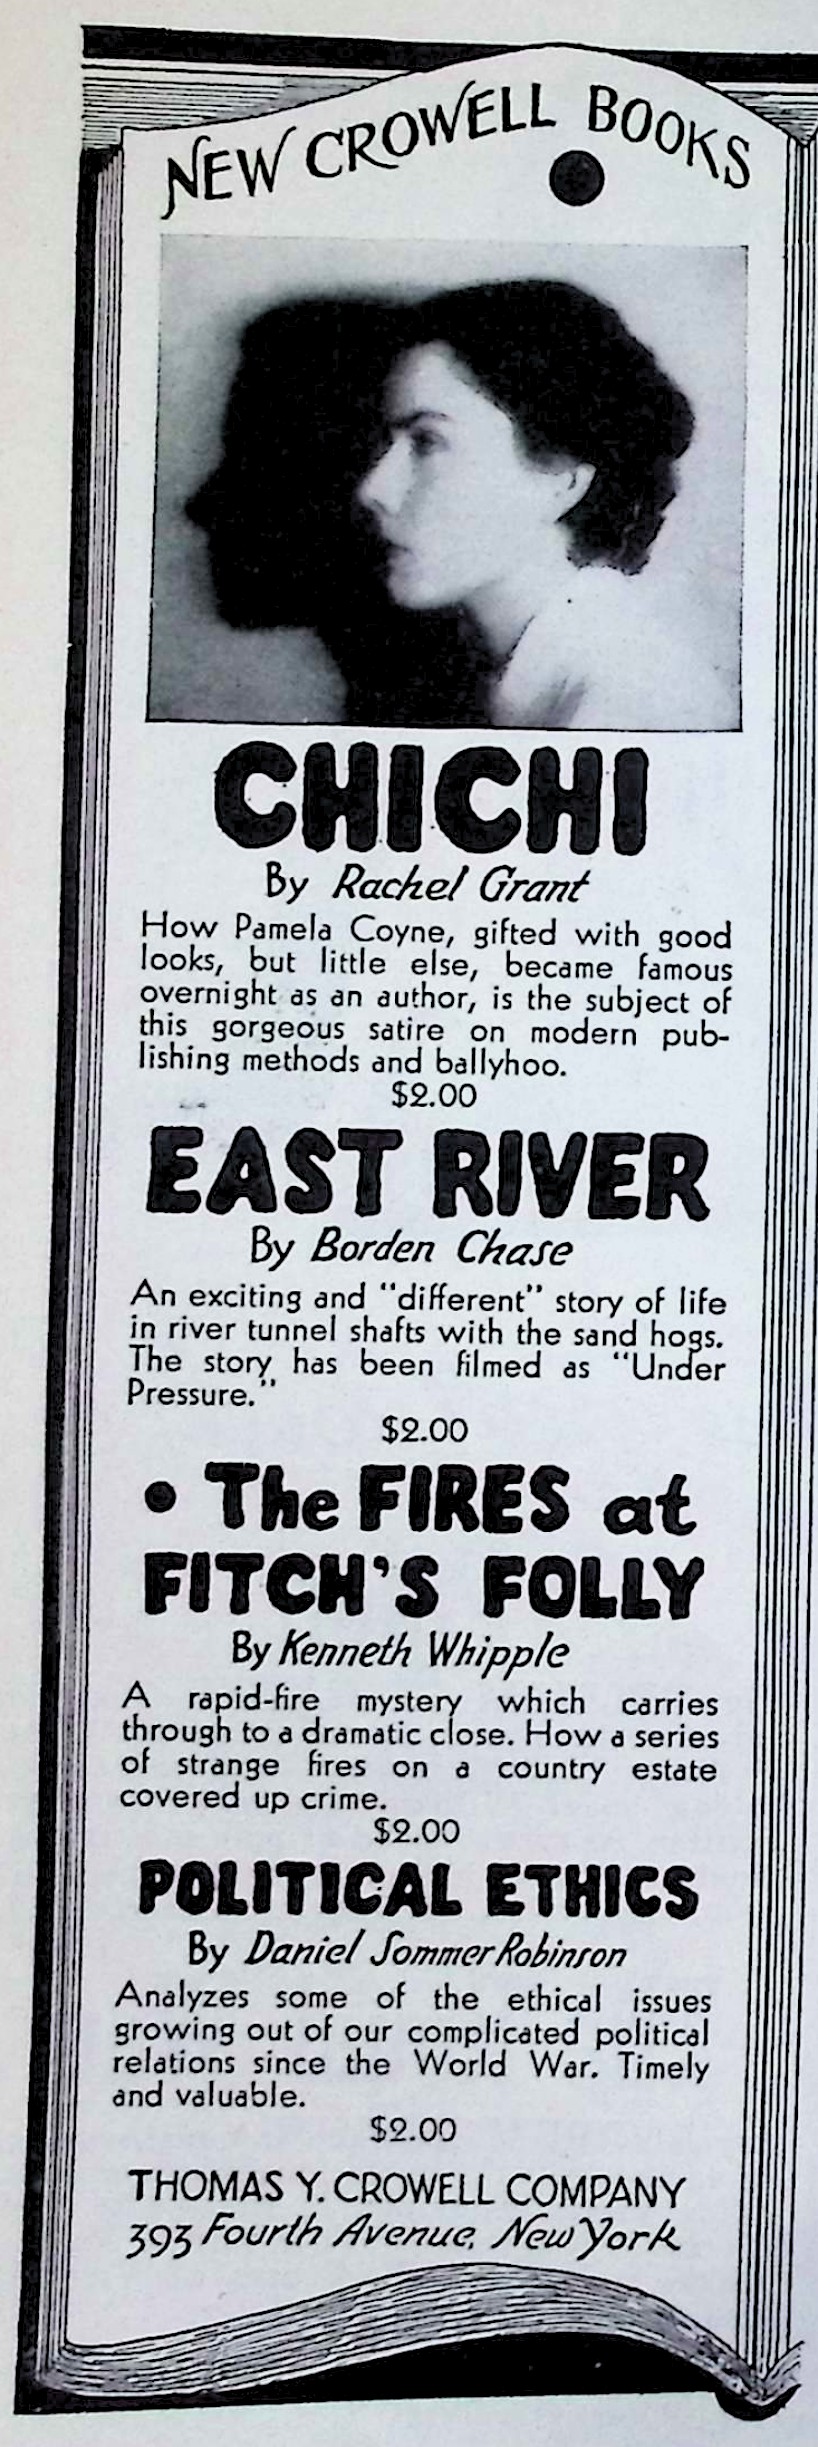 NEW CROWELL BOOKS
CHICHI
By Rachel Grant
How Pamela Coyne, gifted with good
looks, but little else, became famous
overnight as an author, is the subject of
this gorgeous satire on modern pub-
lishing methods and ballyhoo.
$2.00
EAST RIVER
By Borden Chase
An exciting and "different" story of life
in river tunnel shafts with the sand hogs.
The story has been filmed as "Under
Pressure."
$2.00
• The FIRES at
FITCH'S FOLLY
By Kenneth Whipple
A rapid-fire mystery which carries
through to a dramatic close. How a series
of strange fires on a country estate
covered up crime.
$2.00
POLITICAL ETHICS
By Daniel Sommer Robinson
Analyzes some of the ethical issues
growing out of our complicated political
relations since the World War. Timely
and valuable.
$2.00
THOMAS Y. CROWELL COMPANY
393 Fourth Avenue, New York